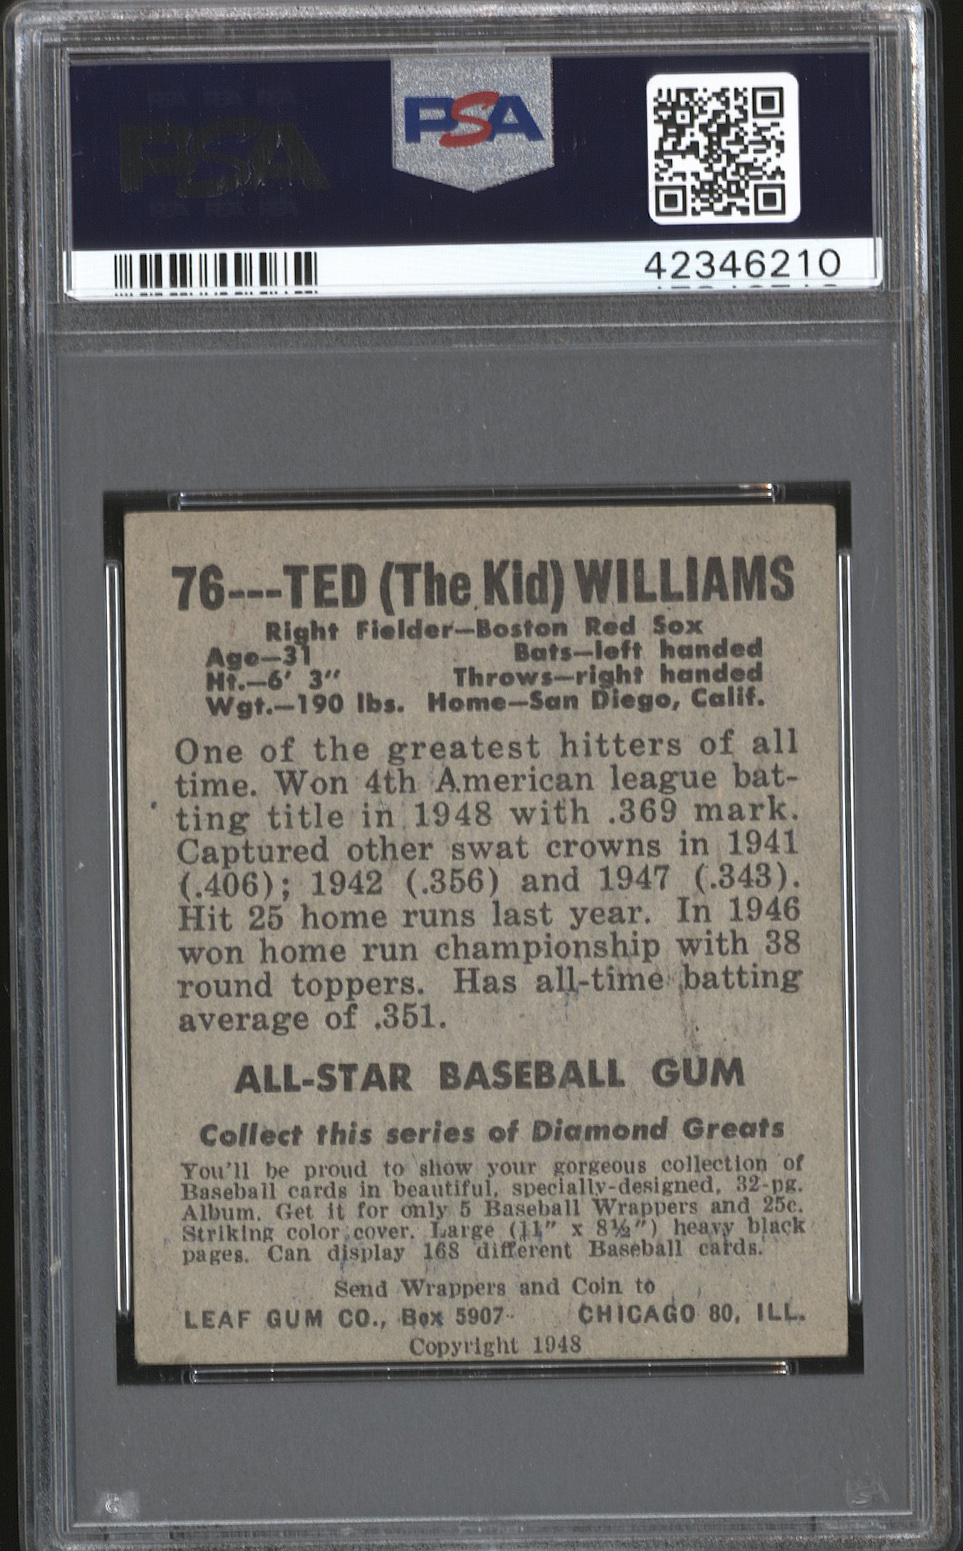 PSA
PSA
42346210
76---TED (The Kid) WILLIAMS
Right Fielder—Boston Red Sox
Age—31 Bats—left handed
Ht.—6' 3" Throws—right handed
Wgt.—190 lbs. Home—San Diego, Calif.
One of the greatest hitters of all
time. Won 4th American league bat-
ting title in 1948 with .369 mark.
Captured other swat crowns in 1941
(.406); 1942 (.356) and 1947 (.343).
Hit 25 home runs last year. In 1946
won home run championship with 38
round toppers. Has all-time batting
average of .351.
ALL-STAR BASEBALL GUM
Collect this series of Diamond Greats
You'll be proud to show your gorgeous collection of
Baseball cards in beautiful, specially-designed, 32-pg.
Album. Get it for only 5 Baseball Wrappers and 25c.
Striking color cover. Large (11" x 8½") heavy black
pages. Can display 168 different Baseball cards.
Send Wrappers and Coin to
LEAF GUM CO., Box 5907 CHICAGO 80, ILL.
Copyright 1948